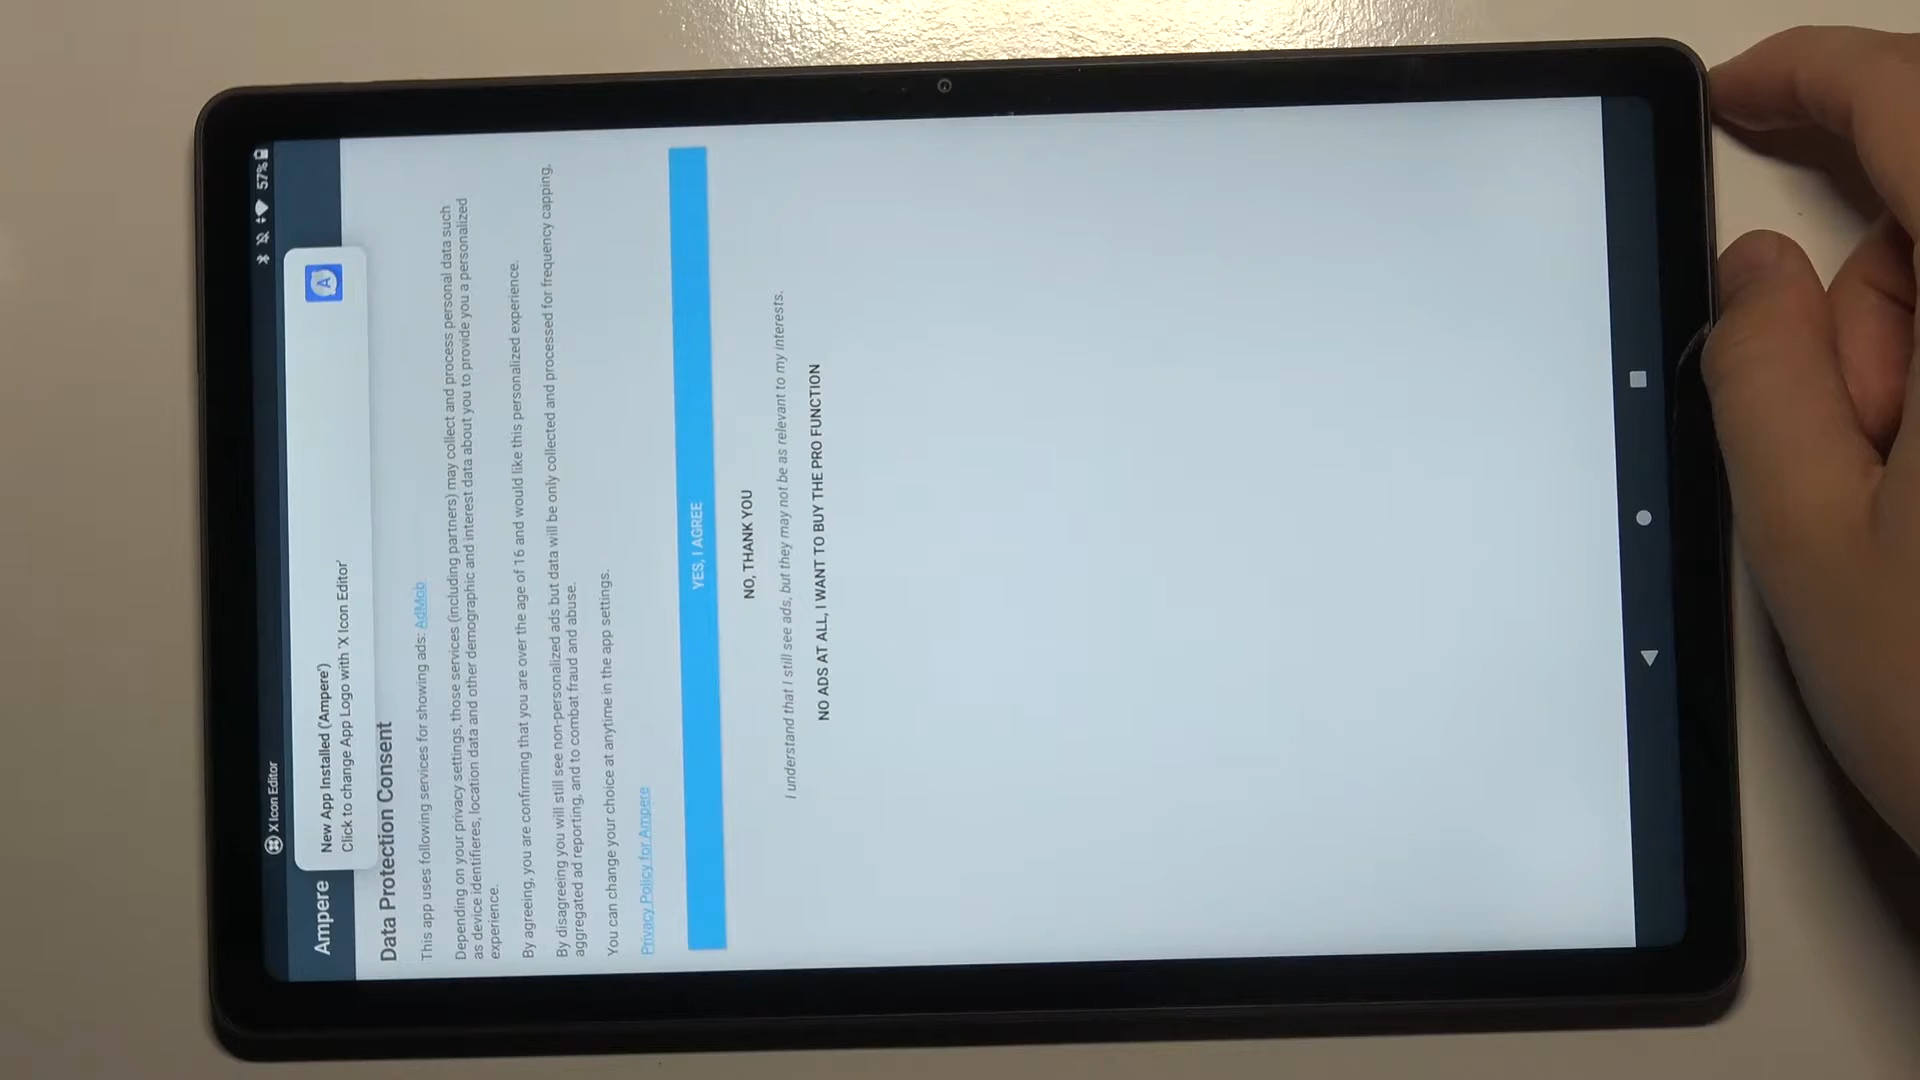 57%
X Icon Editor
New App Installed ('Ampere')
Click to change App Logo with 'X Icon Editor'
A
Ampere
Data Protection Consent
This app uses following services for showing ads: AdMob
Depending on your privacy settings, those services (including partners) may collect and process personal data such
as device identifieres, location data and other demographic and interest data about you to provide you a personalized
experience.
By agreeing, you are confirming that you are over the age of 16 and would like this personalized experience.
By disagreeing you will still see non-personalized ads but data will be only collected and processed for frequency capping,
aggregated ad reporting, and to combat fraud and abuse.
You can change your choice at anytime in the app settings.
Privacy Policy for Ampere
YES, I AGREE
NO, THANK YOU
I understand that I still see ads, but they may not be as relevant to my interests.
NO ADS AT ALL, I WANT TO BUY THE PRO FUNCTION